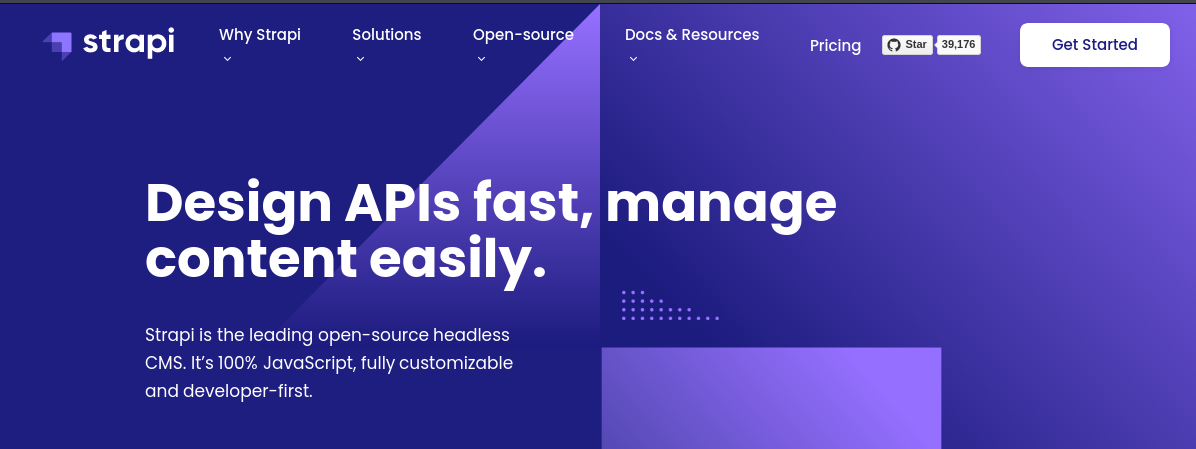 strapi
Why Strapi
Solutions
Open-source
Docs & Resources
Pricing
Star
39,176
Get Started
Design APIs fast, manage
content easily.
Strapi is the leading open-source headless
CMS. It’s 100% JavaScript, fully customizable
and developer-first.